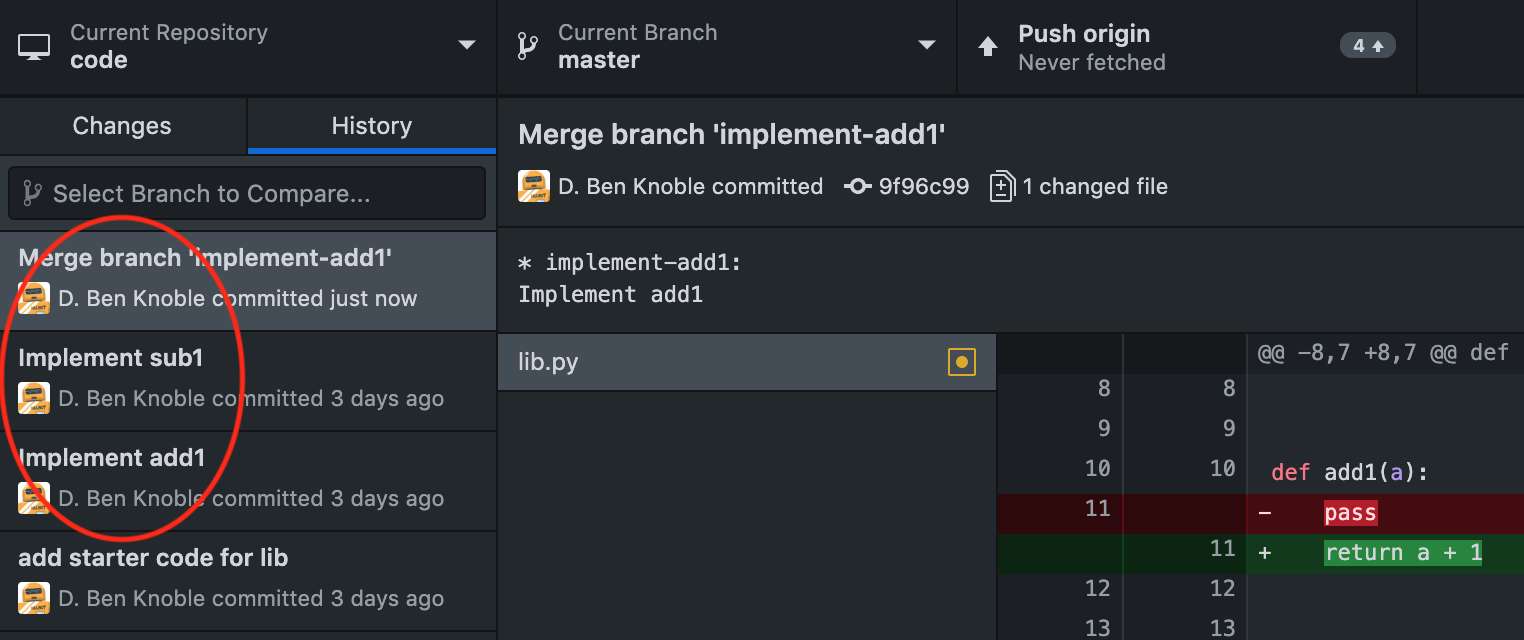 Current Repository
code
Current Branch
master
Push origin
Never fetched
4
Changes
History
Select Branch to Compare...
Merge branch 'implement-add1'
D. Ben Knoble committed just now
Implement sub1
D. Ben Knoble committed 3 days ago
Implement add1
D. Ben Knoble committed 3 days ago
add starter code for lib
D. Ben Knoble committed 3 days ago
Merge branch 'implement-add1'
D. Ben Knoble committed 9f96c99 1 changed file
* implement-add1:
Implement add1
lib.py
@@ -8,7 +8,7 @@ def
8 8
9 9
10 10 def add1(a):
11 - pass
11 + return a + 1
12 12
13 13